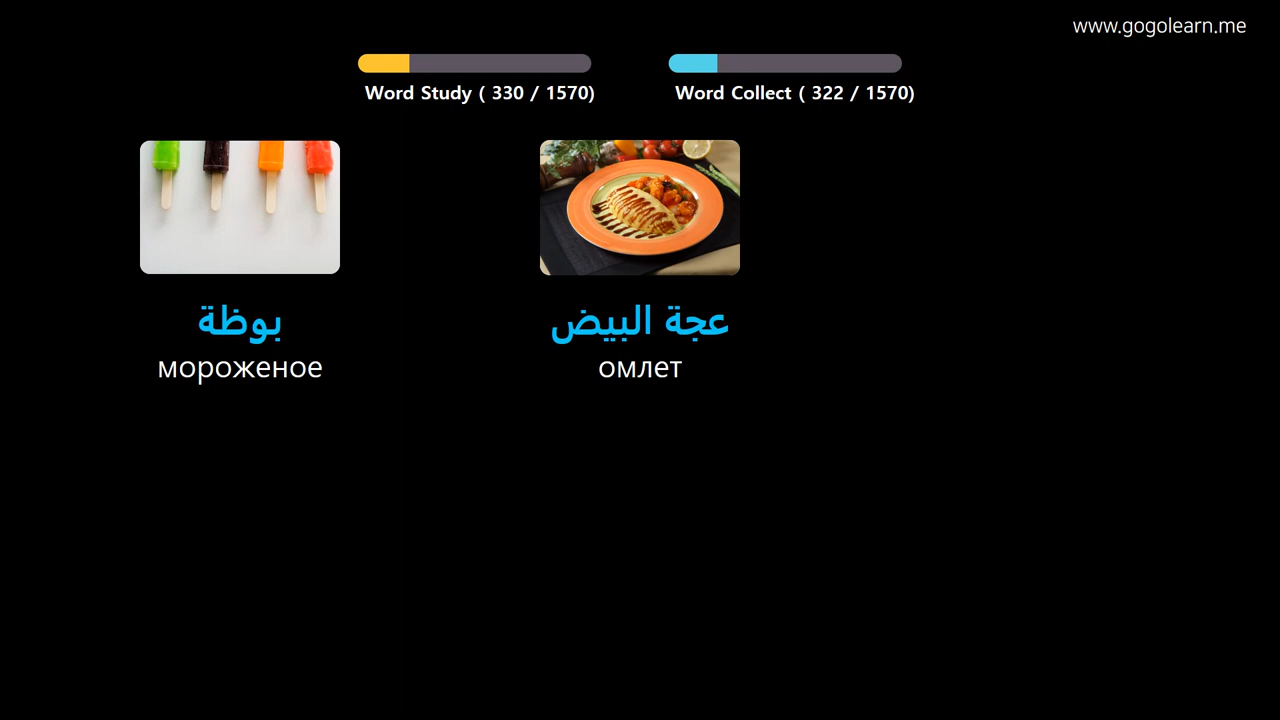 www.gogolearn.me
Word Study ( 330 / 1570)
Word Collect ( 322 / 1570)
بوظة
мороженое
عجة البيض
омлет